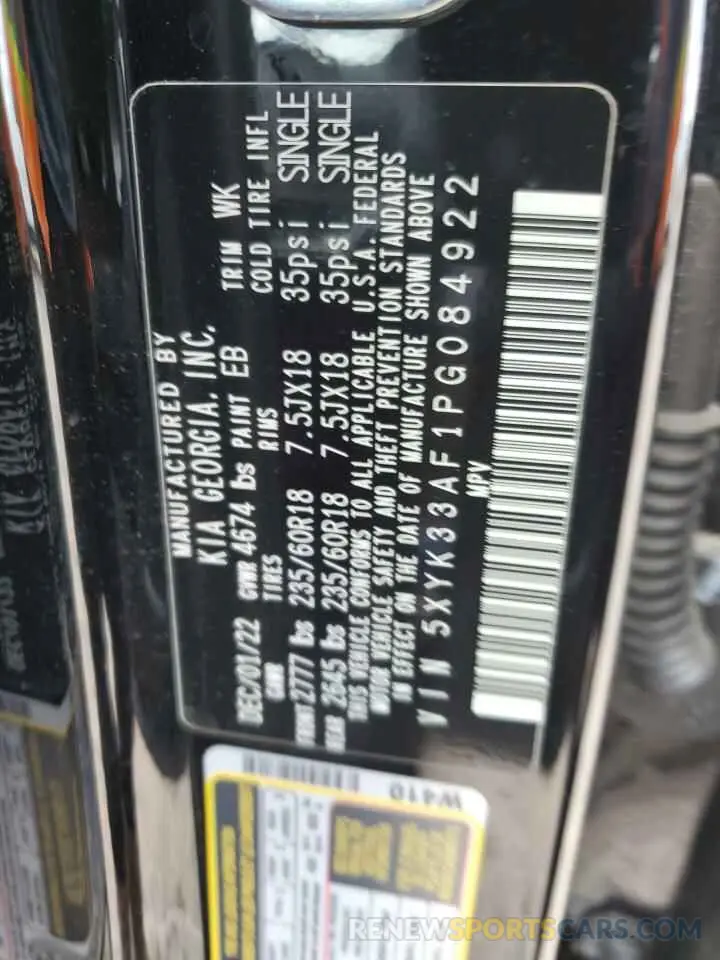 MANUFACTURED BY
KIA GEORGIA, INC.
DEC/01/22 GVWR 4674 lbs PAINT EB TRIM WK
GAWR TIRES RIMS COLD TIRE INFL
FRONT 2777 lbs 235/60R18 7.5JX18 35psi SINGLE
REAR 2645 lbs 235/60R18 7.5JX18 35psi SINGLE
THIS VEHICLE CONFORMS TO ALL APPLICABLE U.S.A. FEDERAL
MOTOR VEHICLE SAFETY AND THEFT PREVENTION STANDARDS
IN EFFECT ON THE DATE OF MANUFACTURE SHOWN ABOVE
VIN 5XYK33AF1PG084922
MPV
W410
RENEWSPORTSCARS.COM